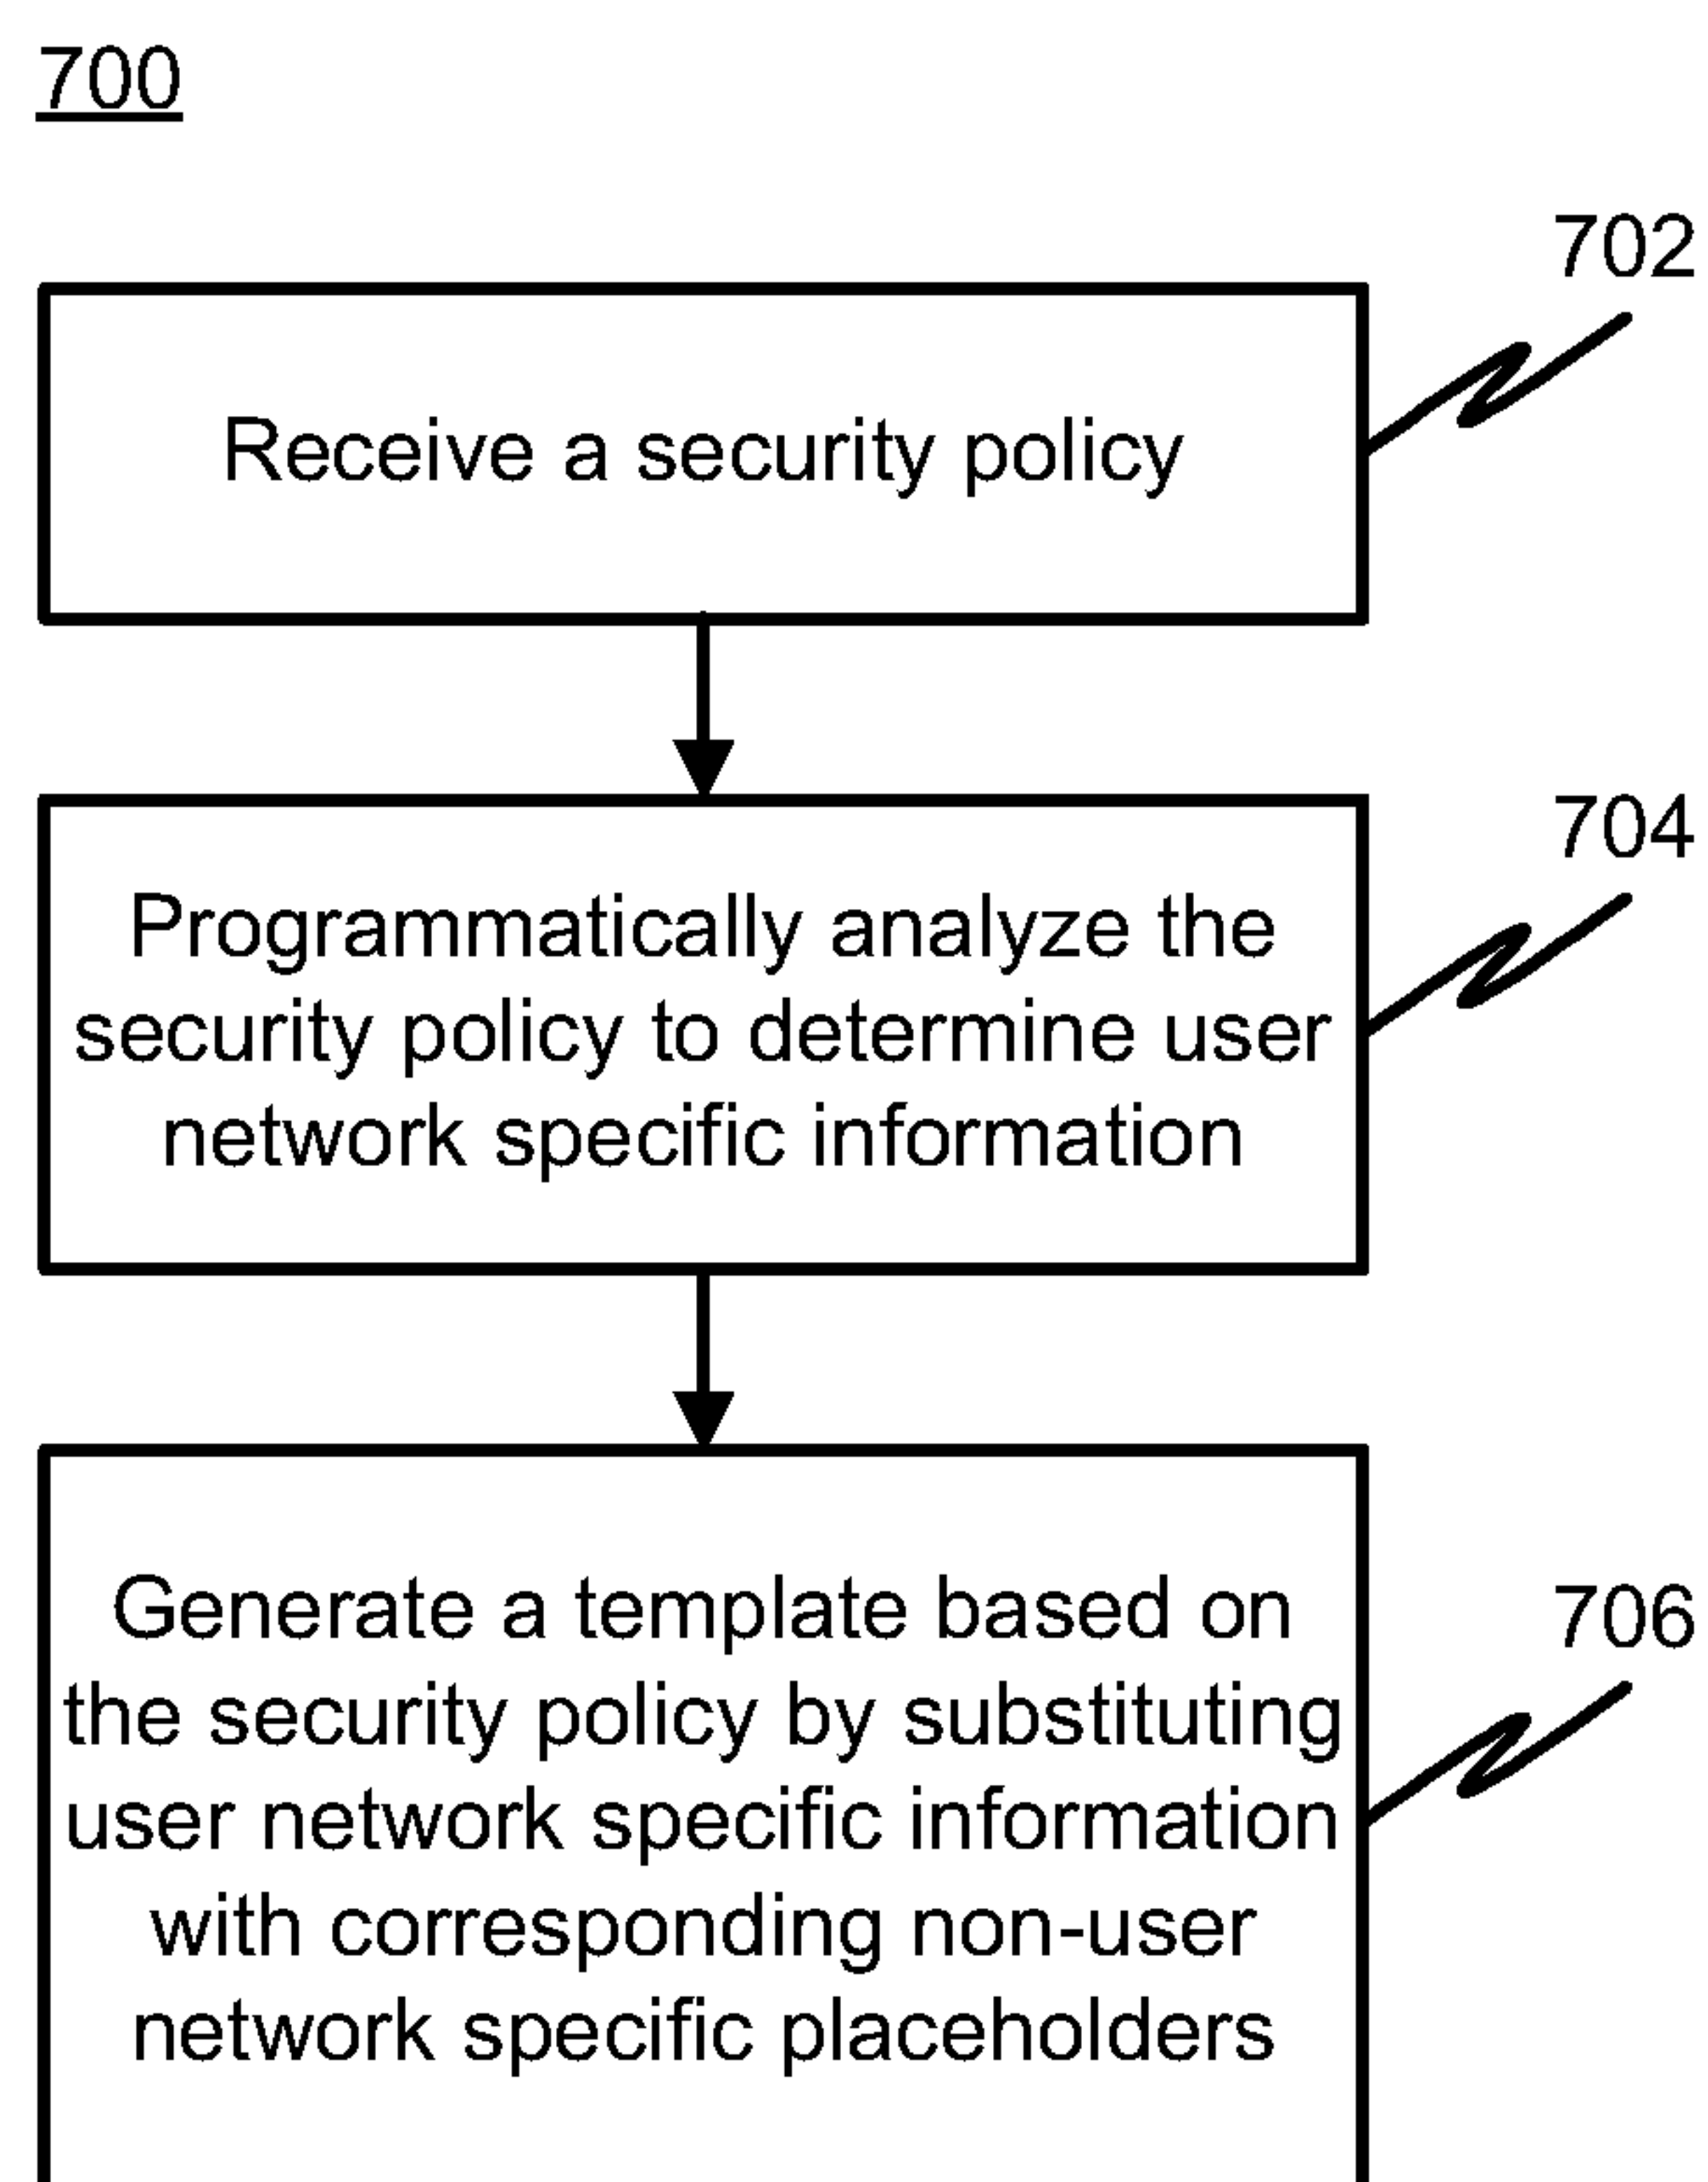 700
702
Receive a security policy
704
Programmatically analyze the
security policy to determine user
network specific information
706
Generate a template based on
the security policy by substituting
user network specific information
with corresponding non-user
network specific placeholders